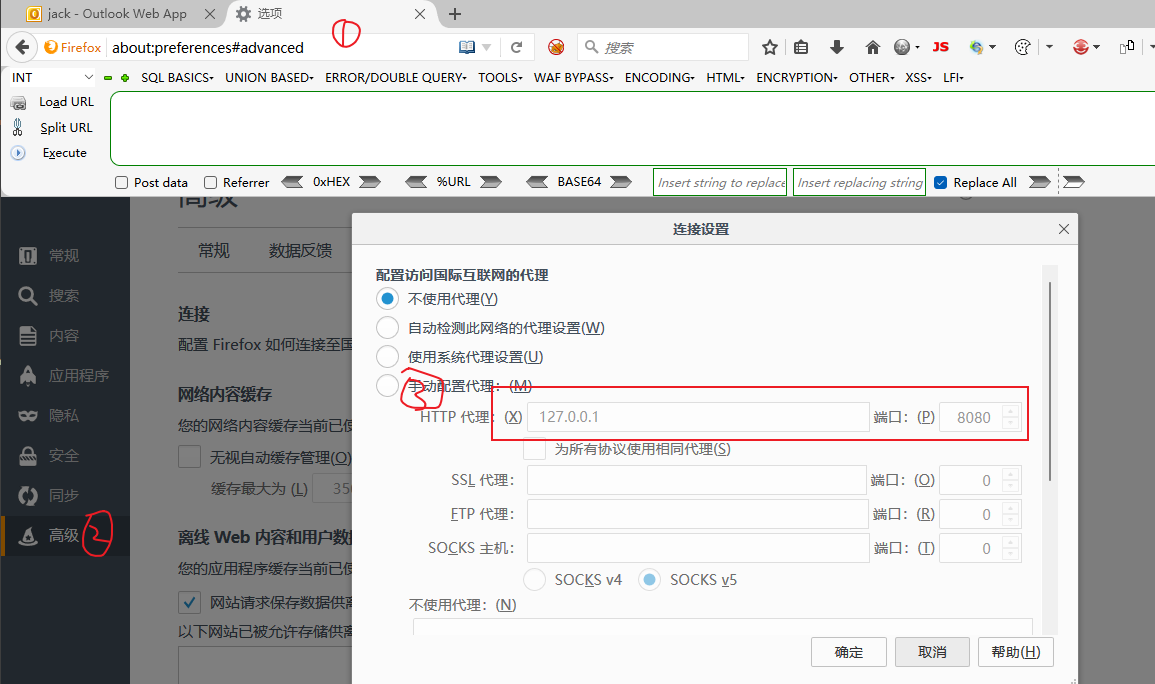 jack - Outlook Web App
选项
1
Firefox about:preferences#advanced 搜索 JS
INT SQL BASICS UNION BASED ERROR/DOUBLE QUERY TOOLS WAF BYPASS ENCODING HTML ENCRYPTION OTHER XSS LFI
Load URL
Split URL
Execute
Post data Referrer 0xHEX %URL BASE64 Insert string to replace Insert replacing string Replace All
高级
常规 数据反馈
连接
配置 Firefox 如何连接至国
网络内容缓存
您的网络内容缓存当前已使
无视自动缓存管理(O)
缓存最大为 (L) 350
离线 Web 内容和用户数据
您的应用程序缓存当前已使
网站请求保存数据供离
以下网站已被允许存储供离
常规
搜索
内容
应用程序
隐私
安全
同步
高级 2
连接设置
配置访问国际互联网的代理
不使用代理(Y)
自动检测此网络的代理设置(W)
使用系统代理设置(U)
手动配置代理：(M)
3
HTTP 代理：(X) 127.0.0.1 端口：(P) 8080
为所有协议使用相同代理(S)
SSL 代理： 端口：(O) 0
FTP 代理： 端口：(R) 0
SOCKS 主机： 端口：(T) 0
SOCKS v4 SOCKS v5
不使用代理：(N)
确定 取消 帮助(H)